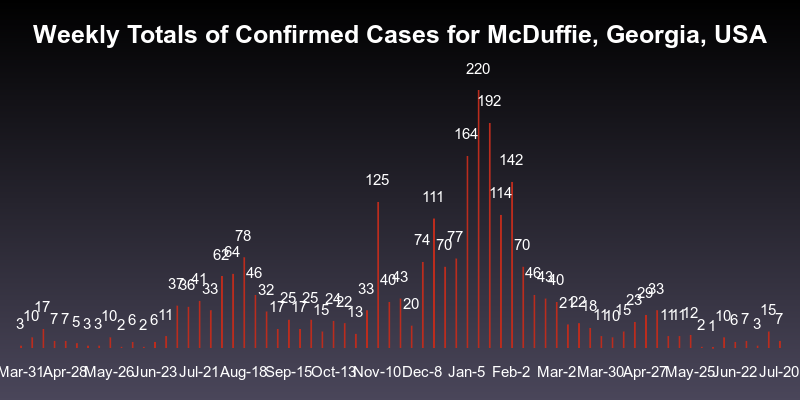 Weekly Totals of Confirmed Cases for McDuffie, Georgia, USA
3 10 17 7 7 5 3 3 10 2 6 2 6 11 37 36 41 33 62 64 78 46 32 17 25 17 25 15 24 22 13 33 125 40 43 20 74 111 70 77 164 220 192 114 142 70 46 43 40 21 22 18 11 10 15 23 29 33 11 11 12 2 1 10 6 7 3 15 7
Mar-31 Apr-28 May-26 Jun-23 Jul-21 Aug-18 Sep-15 Oct-13 Nov-10 Dec-8 Jan-5 Feb-2 Mar-2 Mar-30 Apr-27 May-25 Jun-22 Jul-20